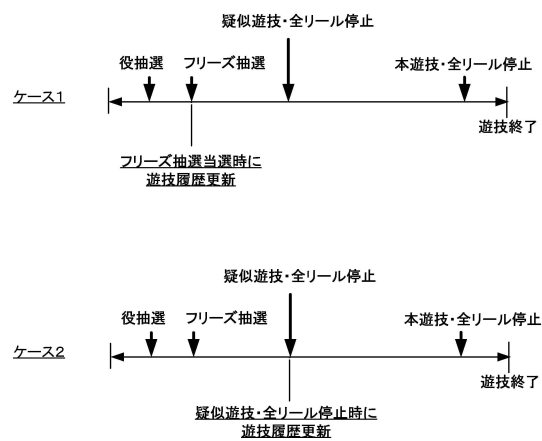 疑似遊技・全リール停止
役抽選
フリーズ抽選
本遊技・全リール停止
ケース1
遊技終了
フリーズ抽選当選時に
遊技履歴更新
疑似遊技・全リール停止
役抽選
フリーズ抽選
本遊技・全リール停止
ケース2
遊技終了
疑似遊技・全リール停止時に
遊技履歴更新